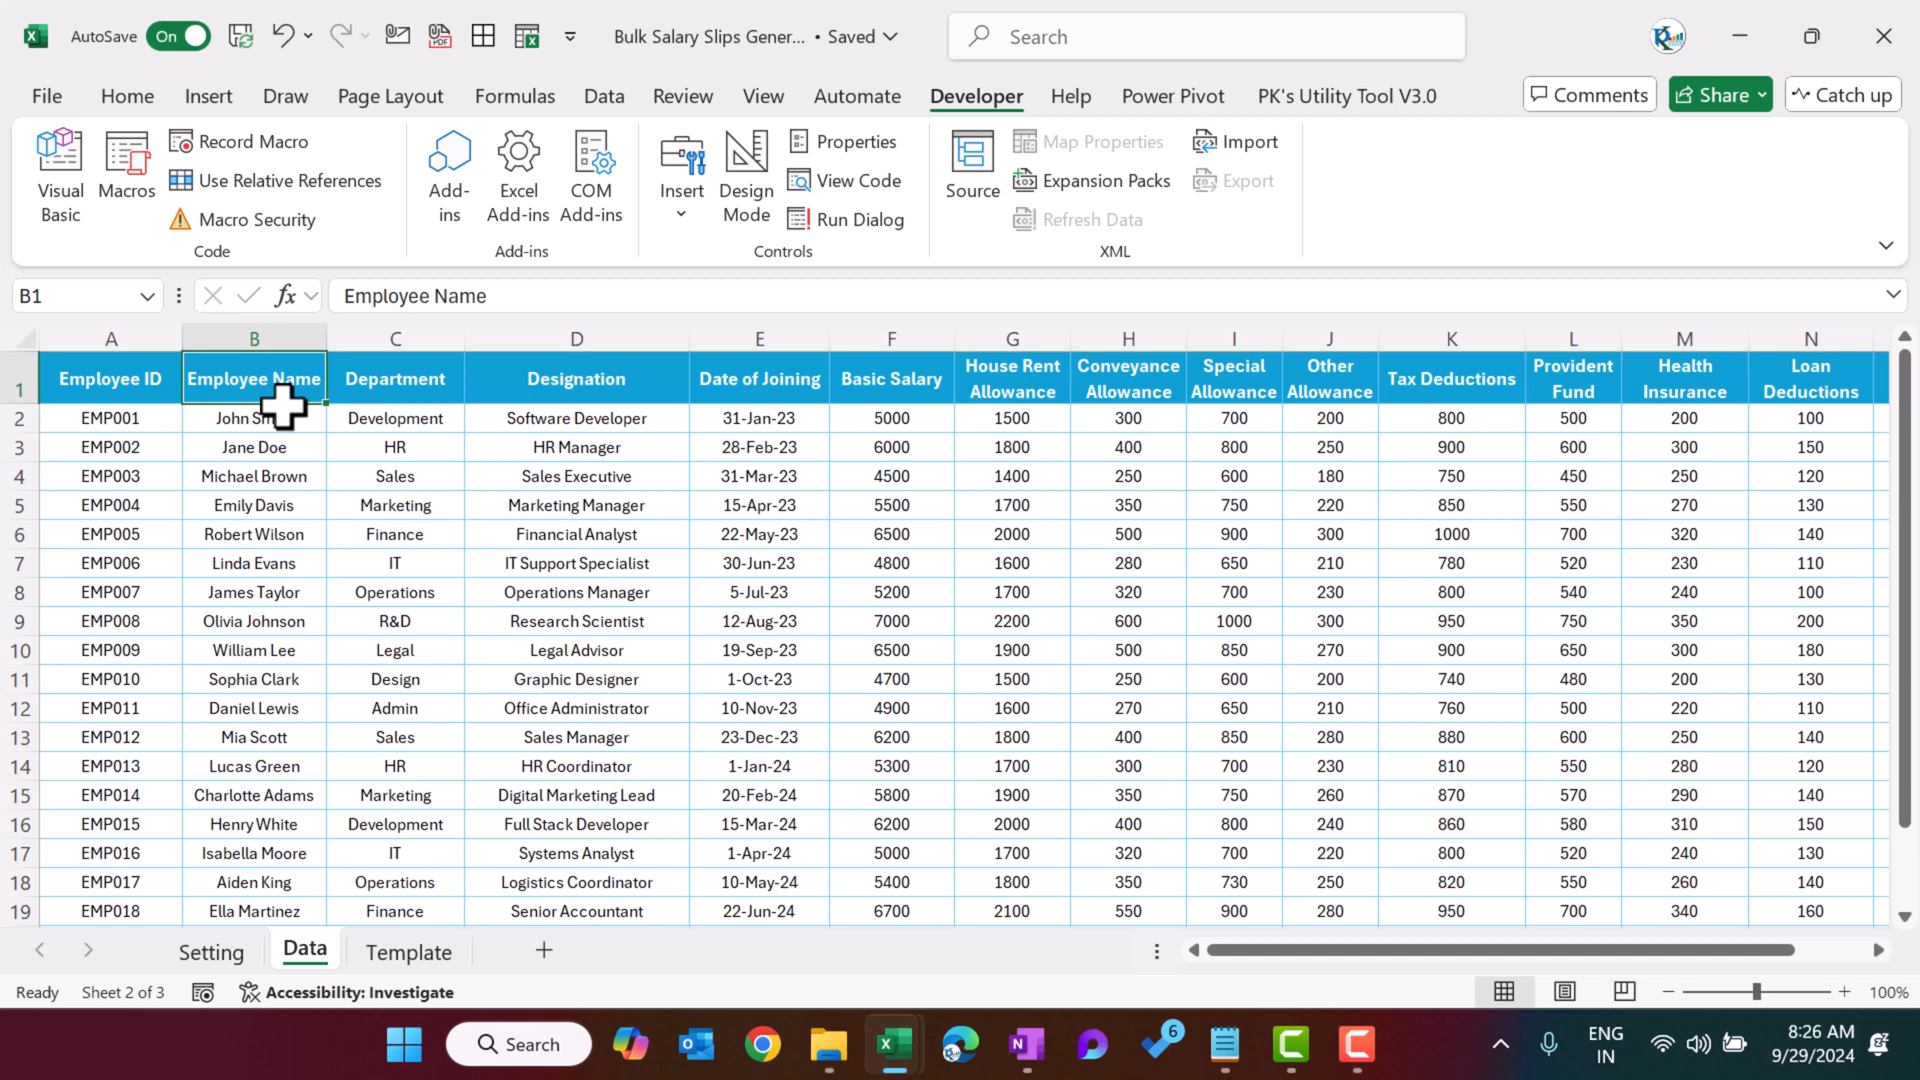 AutoSave On Bulk Salary Slips Gener... • Saved Search
File Home Insert Draw Page Layout Formulas Data Review View Automate Developer Help Power Pivot PK's Utility Tool V3.0 Comments Share Catch up
Visual Basic Macros Record Macro Use Relative References Macro Security
Code
Add-ins Excel Add-ins COM Add-ins
Add-ins
Insert Design Mode Properties View Code Run Dialog
Controls
Source Map Properties Expansion Packs Refresh Data Import Export
XML
B1 fx Employee Name
A B C D E F G H I J K L M N
1 Employee ID Employee Name Department Designation Date of Joining Basic Salary House Rent Allowance Conveyance Allowance Special Allowance Other Allowance Tax Deductions Provident Fund Health Insurance Loan Deductions
2 EMP001 John Development Software Developer 31-Jan-23 5000 1500 300 700 200 800 500 200 100
3 EMP002 Jane Doe HR HR Manager 28-Feb-23 6000 1800 400 800 250 900 600 300 150
4 EMP003 Michael Brown Sales Sales Executive 31-Mar-23 4500 1400 250 600 180 750 450 250 120
5 EMP004 Emily Davis Marketing Marketing Manager 15-Apr-23 5500 1700 350 750 220 850 550 270 130
6 EMP005 Robert Wilson Finance Financial Analyst 22-May-23 6500 2000 500 900 300 1000 700 320 140
7 EMP006 Linda Evans IT IT Support Specialist 30-Jun-23 4800 1600 280 650 210 780 520 230 110
8 EMP007 James Taylor Operations Operations Manager 5-Jul-23 5200 1700 320 700 230 800 540 240 100
9 EMP008 Olivia Johnson R&D Research Scientist 12-Aug-23 7000 2200 600 1000 300 950 750 350 200
10 EMP009 William Lee Legal Legal Advisor 19-Sep-23 6500 1900 500 850 270 900 650 300 180
11 EMP010 Sophia Clark Design Graphic Designer 1-Oct-23 4700 1500 250 600 200 740 480 200 130
12 EMP011 Daniel Lewis Admin Office Administrator 10-Nov-23 4900 1600 270 650 210 760 500 220 110
13 EMP012 Mia Scott Sales Sales Manager 23-Dec-23 6200 1800 400 850 280 880 600 250 140
14 EMP013 Lucas Green HR HR Coordinator 1-Jan-24 5300 1700 300 700 230 810 550 280 120
15 EMP014 Charlotte Adams Marketing Digital Marketing Lead 20-Feb-24 5800 1900 350 750 260 870 570 290 140
16 EMP015 Henry White Development Full Stack Developer 15-Mar-24 6200 2000 400 800 240 860 580 310 150
17 EMP016 Isabella Moore IT Systems Analyst 1-Apr-24 5000 1700 320 700 220 800 520 240 130
18 EMP017 Aiden King Operations Logistics Coordinator 10-May-24 5400 1800 350 730 250 820 550 260 140
19 EMP018 Ella Martinez Finance Senior Accountant 22-Jun-24 6700 2100 550 900 280 950 700 340 160
Setting Data Template
Ready Sheet 2 of 3 Accessibility: Investigate 100%
Search 6 ENG 8:26 AM
IN 9/29/2024